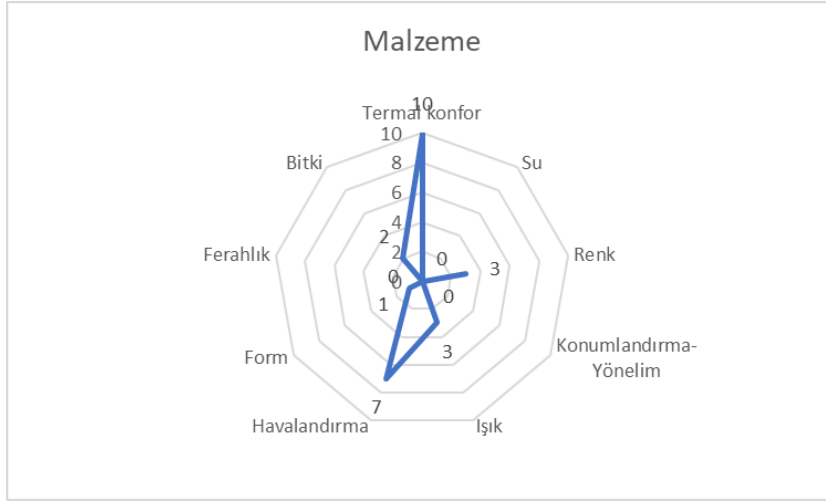 Malzeme
10
Termal konfor
10
Bitki
Su
8
6
4
2
2
0
Ferahlık
Renk
3
0
0
0
1
Form
3
Konumlandırma-
Yönelim
7
Havalandırma
Işık